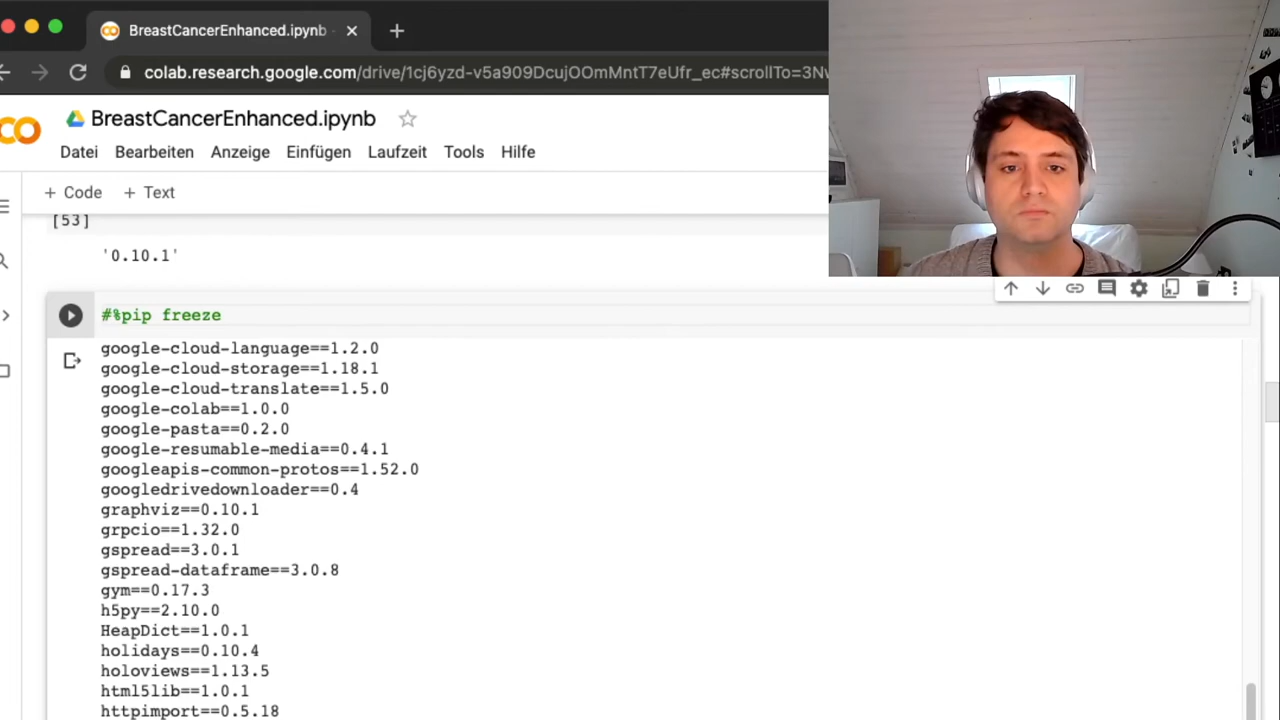 BreastCancerEnhanced.ipynb
colab.research.google.com/drive/1cj6yzd-v5a909DcujOOmMntT7eUfr_ec#scrollTo=3Nv
BreastCancerEnhanced.ipynb
Datei Bearbeiten Anzeige Einfügen Laufzeit Tools Hilfe
+ Code + Text
[53]
'0.10.1'
#%pip freeze
google-cloud-language==1.2.0
google-cloud-storage==1.18.1
google-cloud-translate==1.5.0
google-colab==1.0.0
google-pasta==0.2.0
google-resumable-media==0.4.1
googleapis-common-protos==1.52.0
googledrivedownloader==0.4
graphviz==0.10.1
grpcio==1.32.0
gspread==3.0.1
gspread-dataframe==3.0.8
gym==0.17.3
h5py==2.10.0
HeapDict==1.0.1
holidays==0.10.4
holoviews==1.13.5
html5lib==1.0.1
httpimport==0.5.18